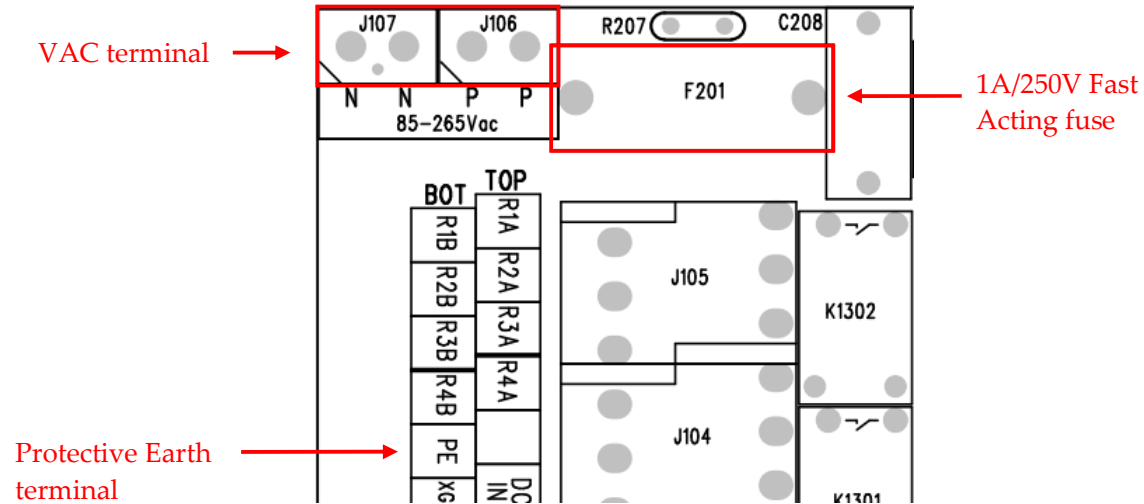 J107
J106
R207
C208
VAC terminal
F201
1A/250V Fast
Acting fuse
N N P P
85-265Vac
BOT
TOP
R1B
R1A
R2B
R2A
R3B
R3A
R4B
R4A
J105
K1302
J104
PE
Protective Earth
terminal
XG
DC
IN
K1301